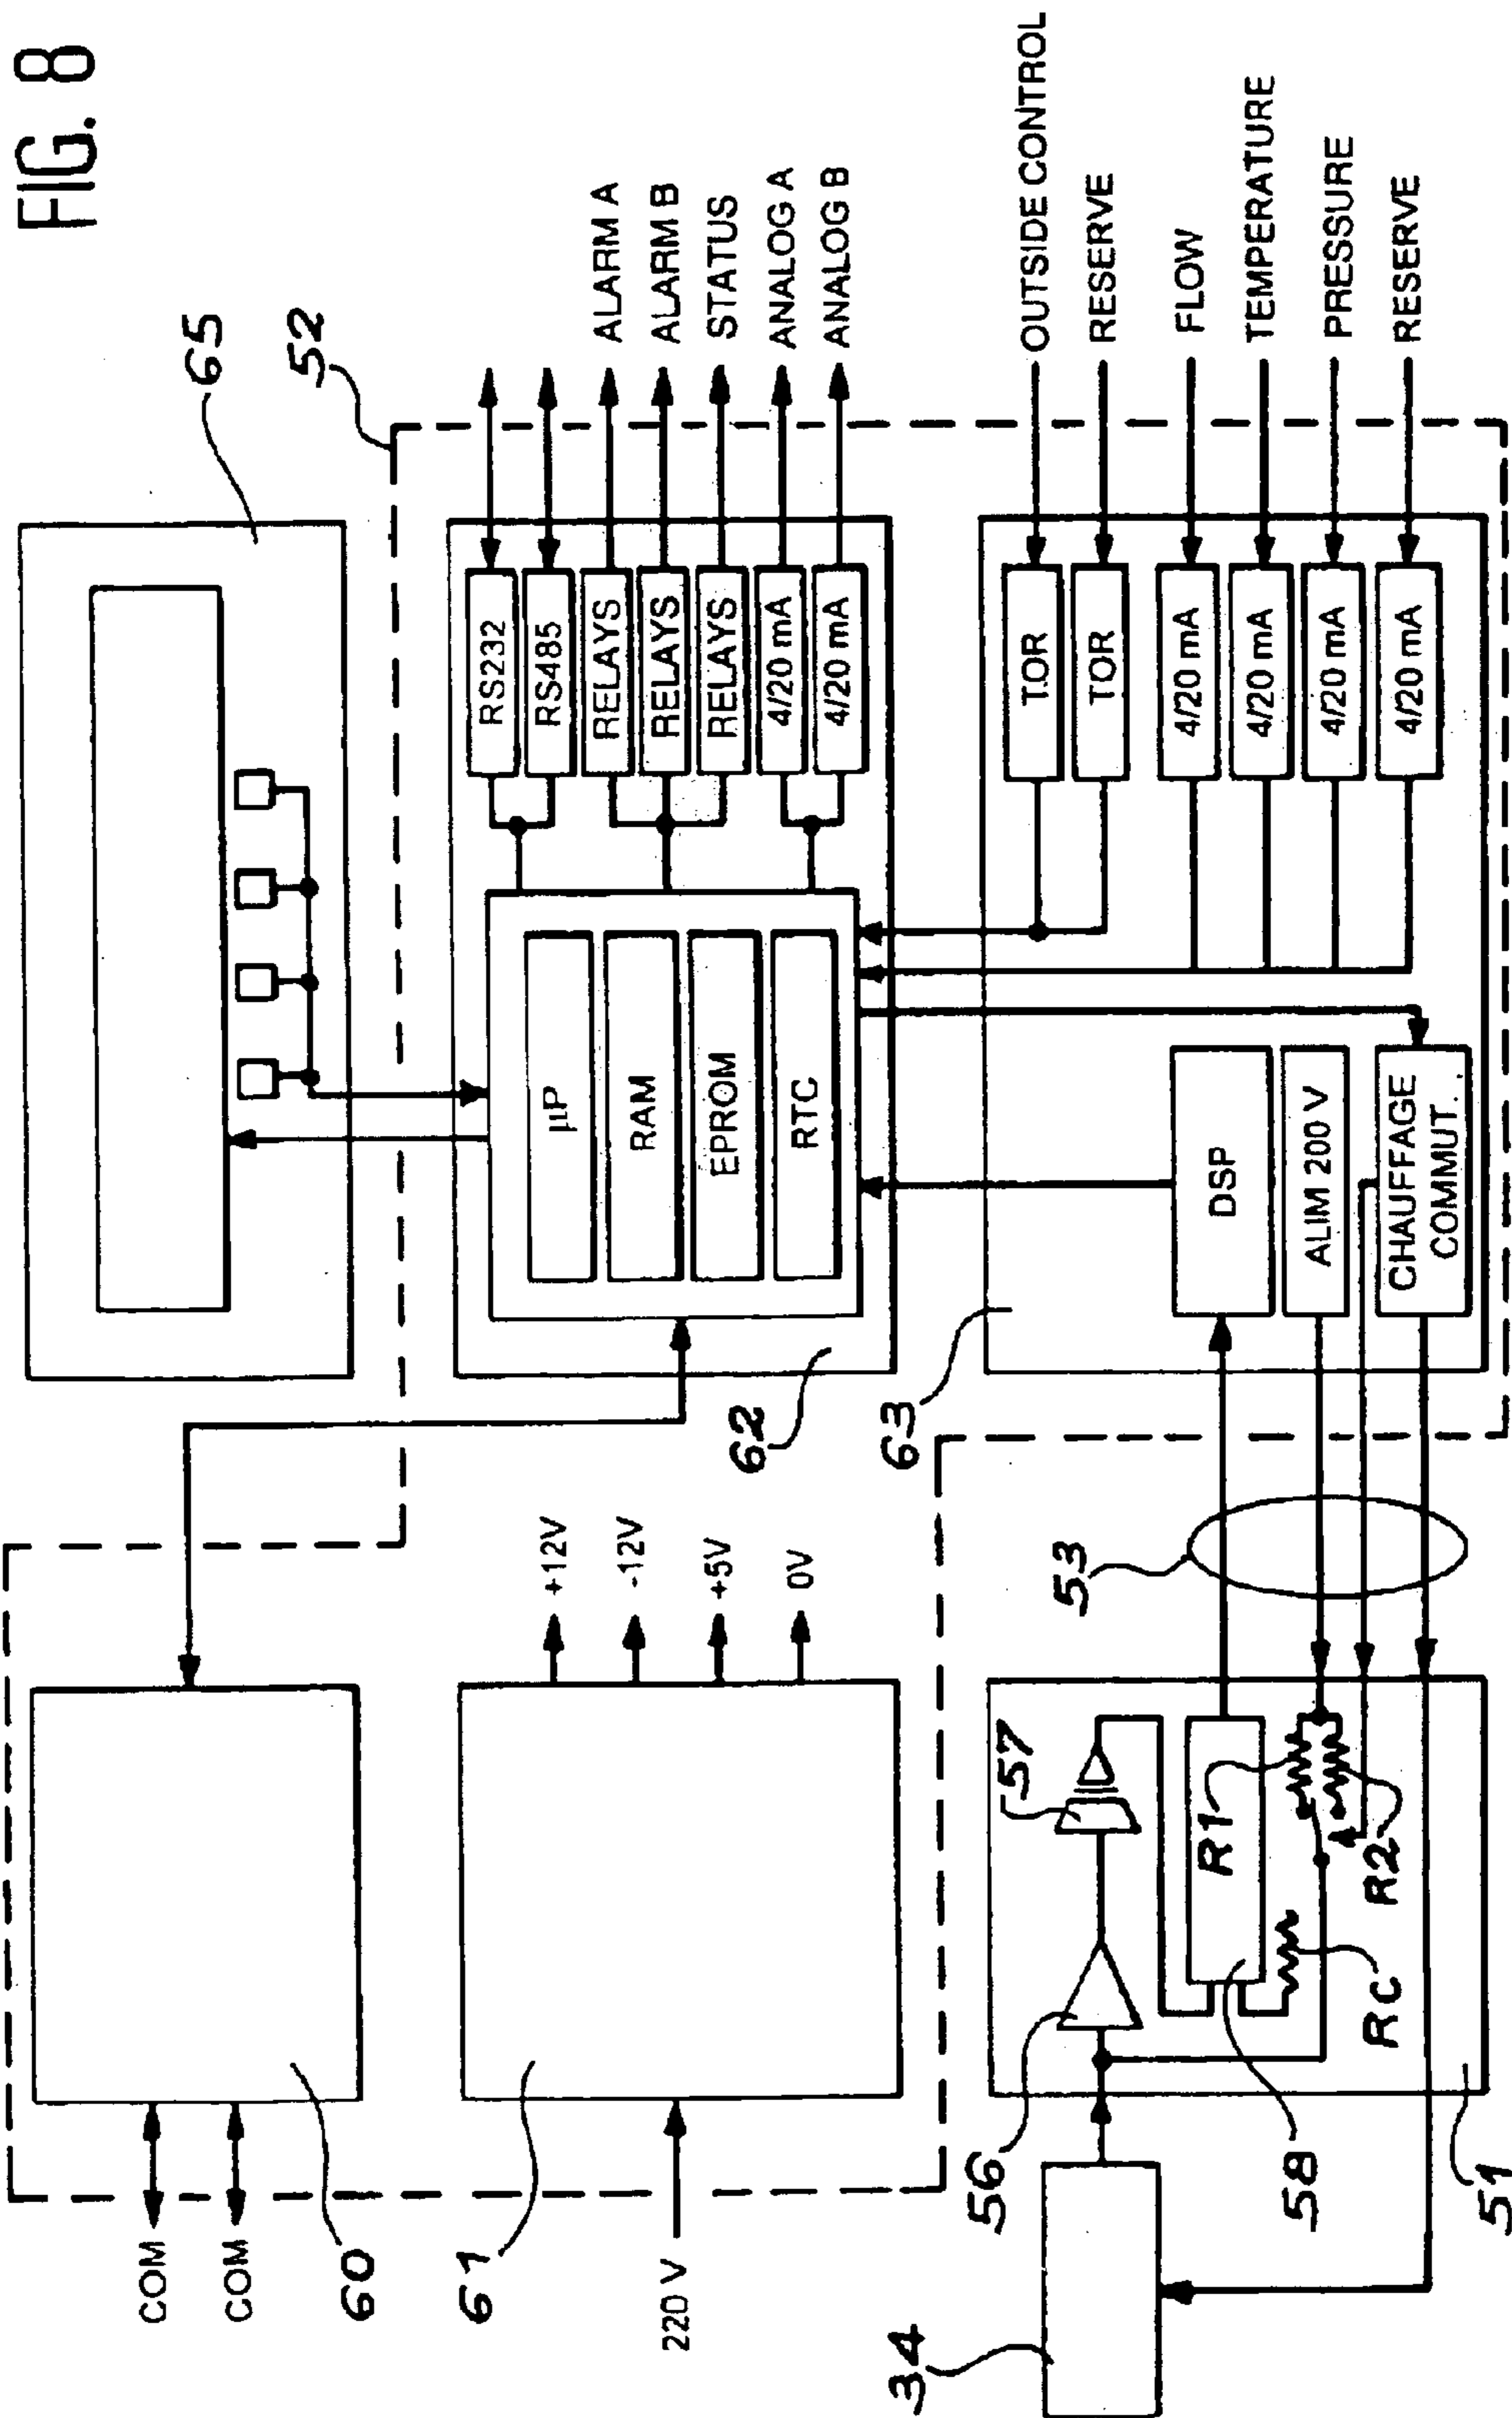 FIG. 8
65
52
RS232
RS485
RELAYS
ALARM A
RELAYS
ALARM B
RELAYS
STATUS
4/20 mA
ANALOG A
4/20 mA
ANALOG B
µP
RAM
EPROM
RTC
62
COM
COM
60
61
220 V
+12V
-12V
+5V
0V
TOR
OUTSIDE CONTROL
TOR
RESERVE
4/20 mA
FLOW
4/20 mA
TEMPERATURE
4/20 mA
PRESSURE
4/20 mA
RESERVE
63
DSP
ALIM 200 V
CHAUFFAGE
COMMUT.
53
57
56
R1
R2
RC
58
51
34